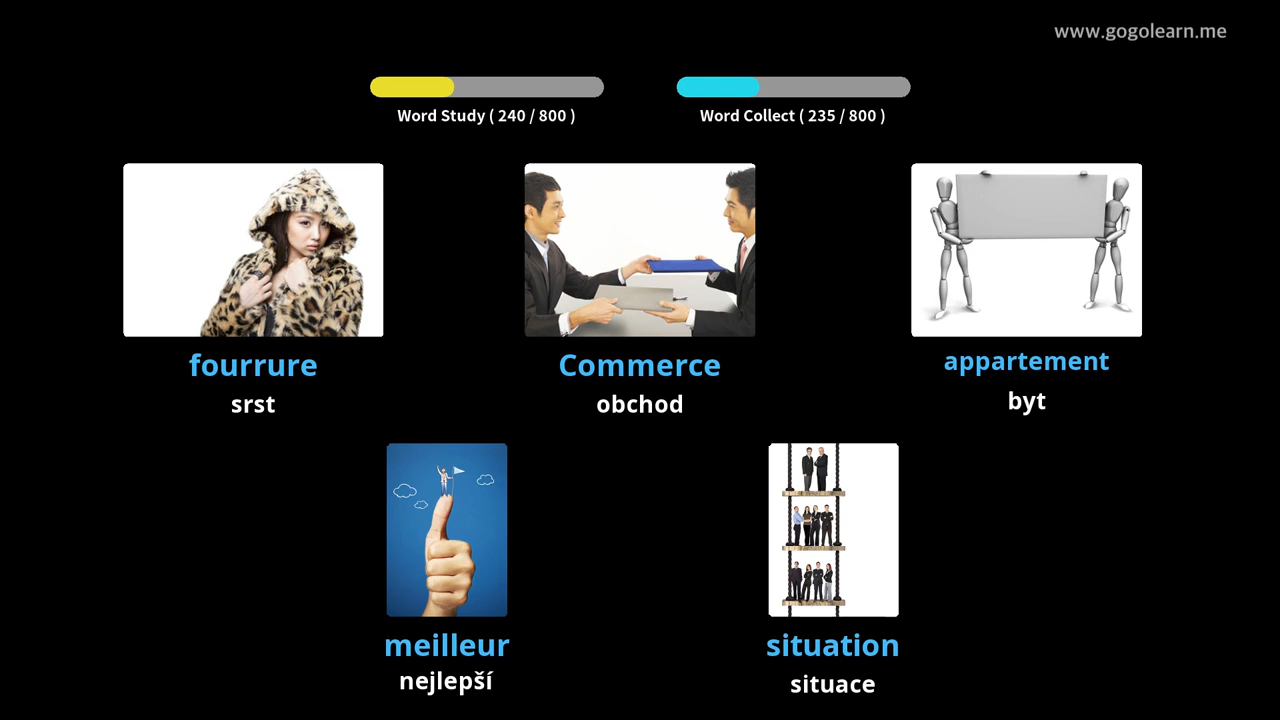 www.gogolearn.me
Word Study ( 240 / 800 )
Word Collect ( 235 / 800 )
fourrure
srst
Commerce
obchod
appartement
byt
meilleur
nejlepší
situation
situace